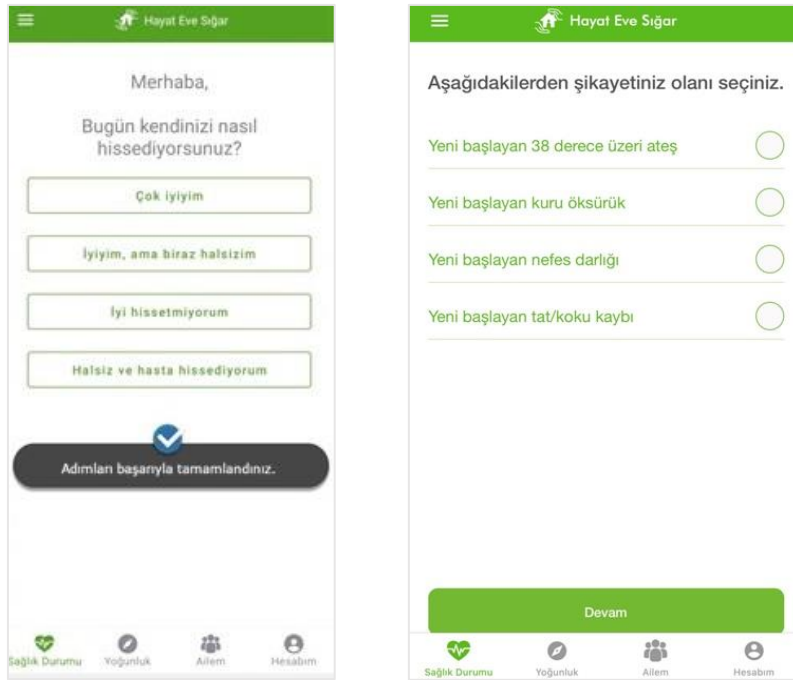 Hayat Eve Sığar
Merhaba,
Bugün kendinizi nasıl
hissediyorsunuz?
Çok iyiyim
İyiyim, ama biraz halsizim
İyi hissetmiyorum
Halsiz ve hasta hissediyorum
Adımları başarıyla tamamlandınız.
Sağlık Durumu
Yoğunluk
Ailem
Hesabım
Hayat Eve Sığar
Aşağıdakilerden şikayetiniz olanı seçiniz.
Yeni başlayan 38 derece üzeri ateş
Yeni başlayan kuru öksürük
Yeni başlayan nefes darlığı
Yeni başlayan tat/koku kaybı
Devam
Sağlık Durumu
Yoğunluk
Ailem
Hesabım